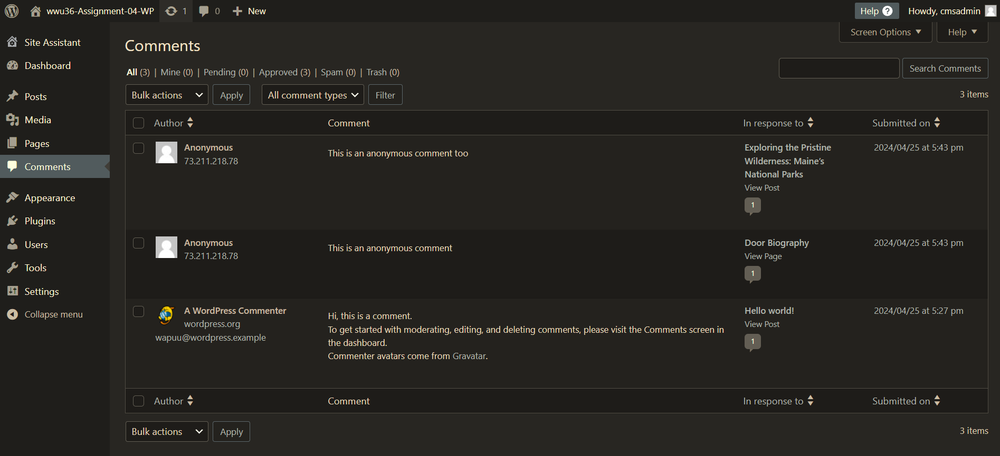 wwu36-Assignment-04-WP 1 0 New Help ? Howdy, cmsadmin
Site Assistant
Dashboard
Posts
Media
Pages
Comments
Appearance
Plugins
Users
Tools
Settings
Collapse menu
Screen Options Help
Comments
All (3) | Mine (0) | Pending (0) | Approved (3) | Spam (0) | Trash (0)
Search Comments
Bulk actions Apply All comment types Filter
3 items
Author Comment In response to Submitted on
Anonymous
73.211.218.78
This is an anonymous comment too
Exploring the Pristine
Wilderness: Maine’s
National Parks
View Post
1
2024/04/25 at 5:43 pm
Anonymous
73.211.218.78
This is an anonymous comment
Door Biography
View Page
1
2024/04/25 at 5:43 pm
A WordPress Commenter
wordpress.org
wapuu@wordpress.example
Hi, this is a comment.
To get started with moderating, editing, and deleting comments, please visit the Comments screen in
the dashboard.
Commenter avatars come from Gravatar.
Hello world!
View Post
1
2024/04/25 at 5:27 pm
Author Comment In response to Submitted on
Bulk actions Apply
3 items